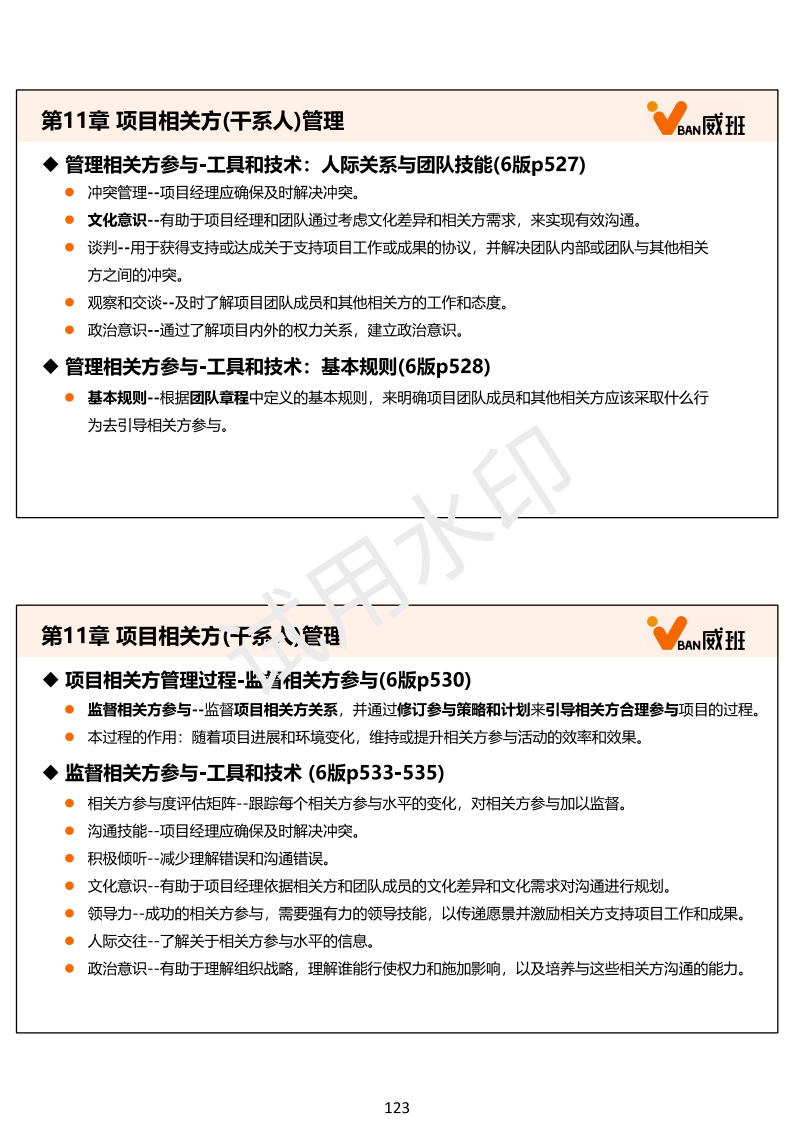 第11章 项目相关方(干系人)管理
BAN威班
◆ 管理相关方参与-工具和技术：人际关系与团队技能(6版p527)
● 冲突管理--项目经理应确保及时解决冲突。
● 文化意识--有助于项目经理和团队通过考虑文化差异和相关方需求，来实现有效沟通。
● 谈判--用于获得支持或达成关于支持项目工作或成果的协议，并解决团队内部或团队与其他相关
方之间的冲突。
● 观察和交谈--及时了解项目团队成员和其他相关方的工作和态度。
● 政治意识--通过了解项目内外的权力关系，建立政治意识。
◆ 管理相关方参与-工具和技术：基本规则(6版p528)
● 基本规则--根据团队章程中定义的基本规则，来明确项目团队成员和其他相关方应该采取什么行
为去引导相关方参与。
试用水印
第11章 项目相关方(干系人)管理
BAN威班
◆ 项目相关方管理过程-监督相关方参与(6版p530)
● 监督相关方参与--监督项目相关方关系，并通过修订参与策略和计划来引导相关方合理参与项目的过程。
● 本过程的作用：随着项目进展和环境变化，维持或提升相关方参与活动的效率和效果。
◆ 监督相关方参与-工具和技术 (6版p533-535)
● 相关方参与度评估矩阵--跟踪每个相关方参与水平的变化，对相关方参与加以监督。
● 沟通技能--项目经理应确保及时解决冲突。
● 积极倾听--减少理解错误和沟通错误。
● 文化意识--有助于项目经理依据相关方和团队成员的文化差异和文化需求对沟通进行规划。
● 领导力--成功的相关方参与，需要强有力的领导技能，以传递愿景并激励相关方支持项目工作和成果。
● 人际交往--了解关于相关方参与水平的信息。
● 政治意识--有助于理解组织战略，理解谁能行使权力和施加影响，以及培养与这些相关方沟通的能力。
123